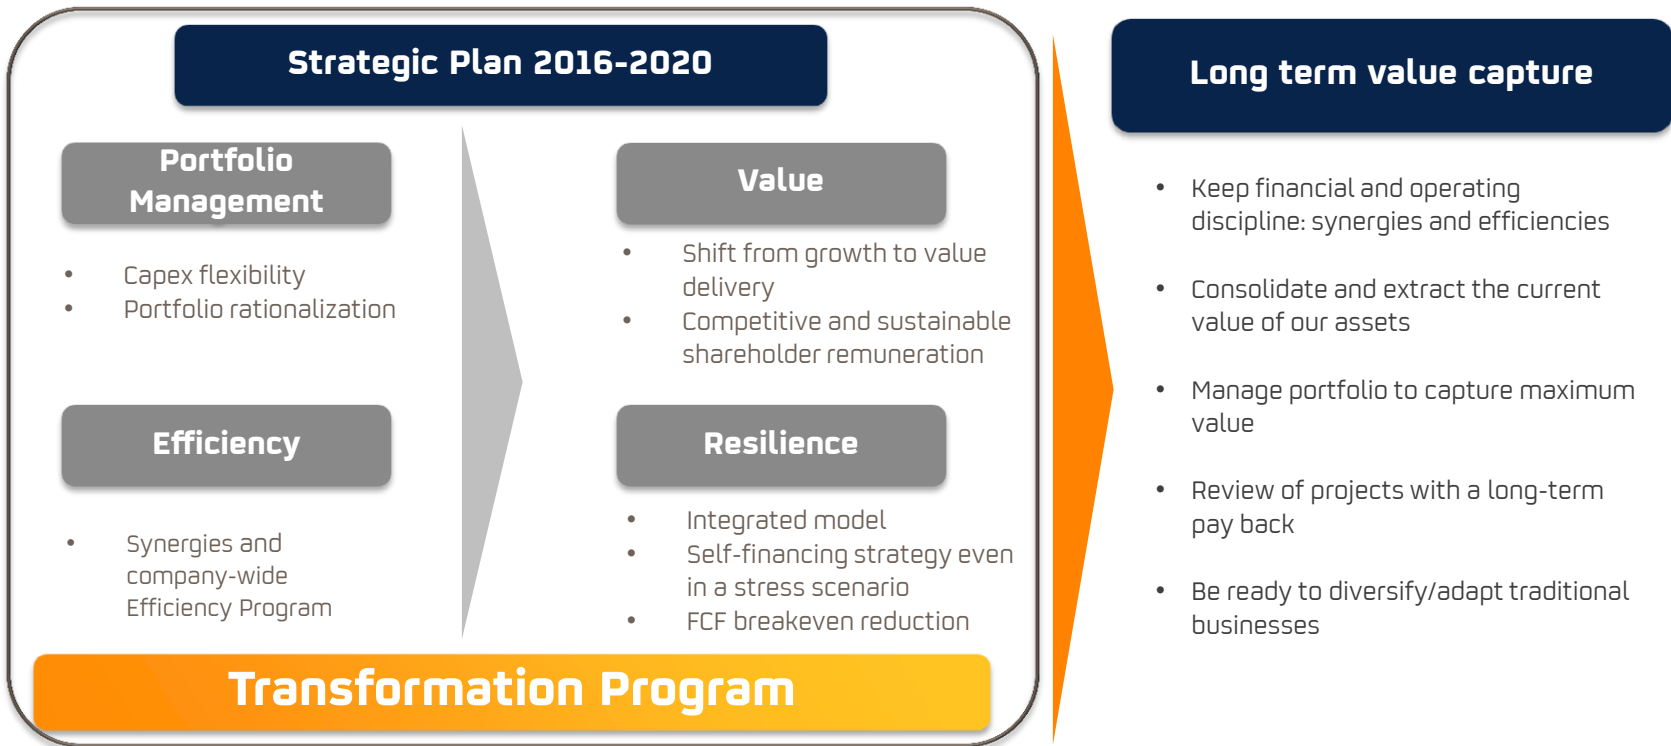 Strategic Plan 2016-2020
Portfolio
Management
• Capex flexibility
• Portfolio rationalization
Efficiency
• Synergies and
company-wide
Efficiency Program
Value
• Shift from growth to value
delivery
• Competitive and sustainable
shareholder remuneration
Resilience
• Integrated model
• Self-financing strategy even
in a stress scenario
• FCF breakeven reduction
Transformation Program
Long term value capture
• Keep financial and operating
discipline: synergies and efficiencies
• Consolidate and extract the current
value of our assets
• Manage portfolio to capture maximum
value
• Review of projects with a long-term
pay back
• Be ready to diversify/adapt traditional
businesses